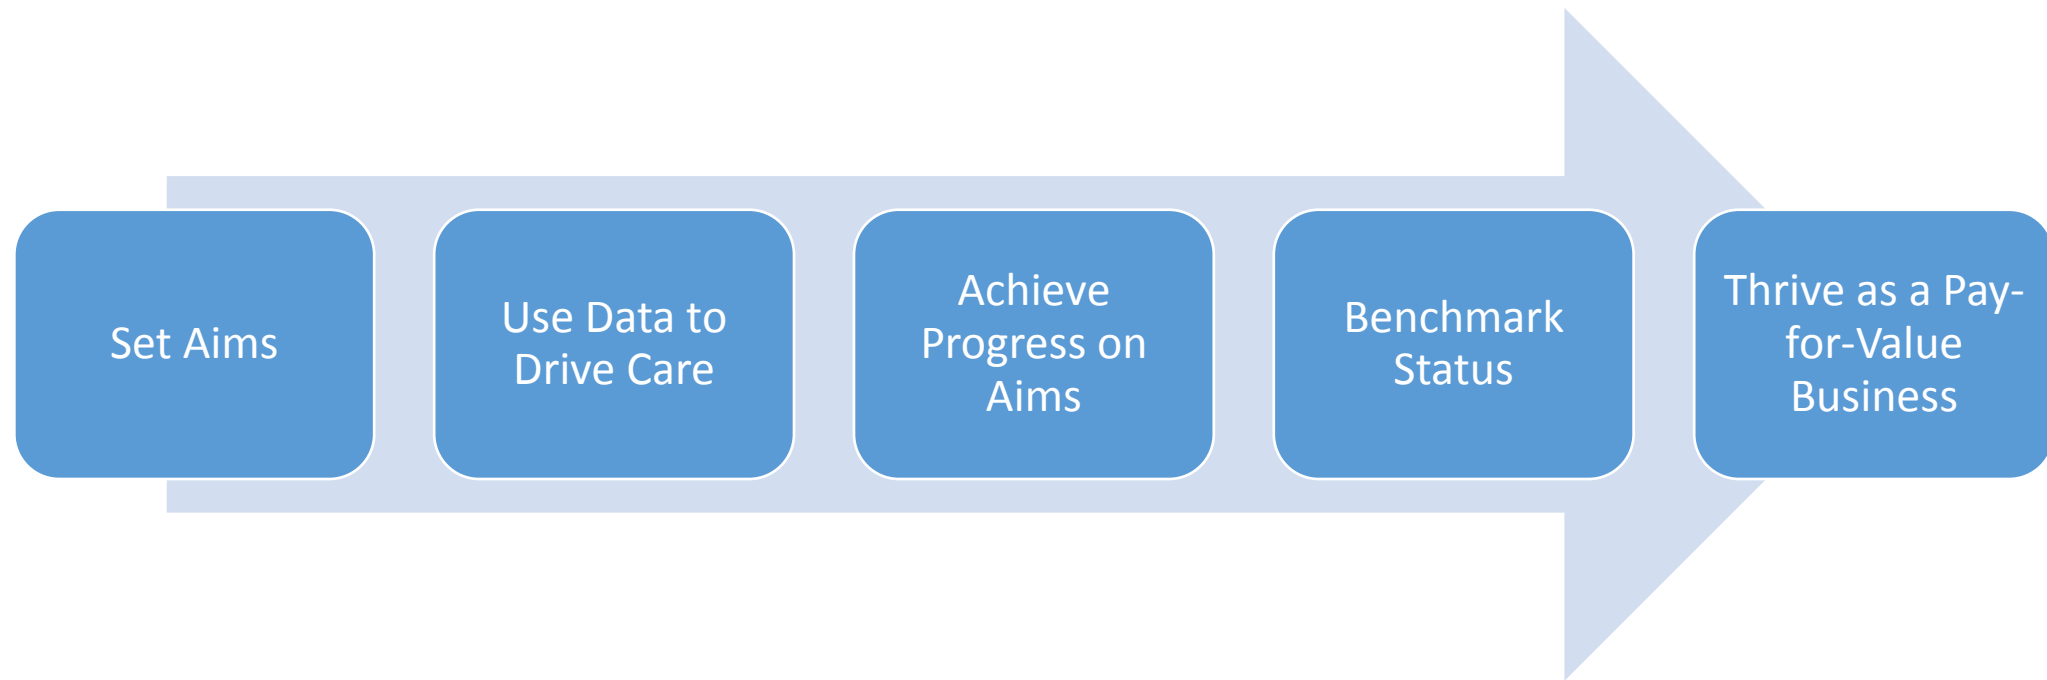 Set Aims
Use Data to
Drive Care
Achieve
Progress on
Aims
Benchmark
Status
Thrive as a Pay-
for-Value
Business